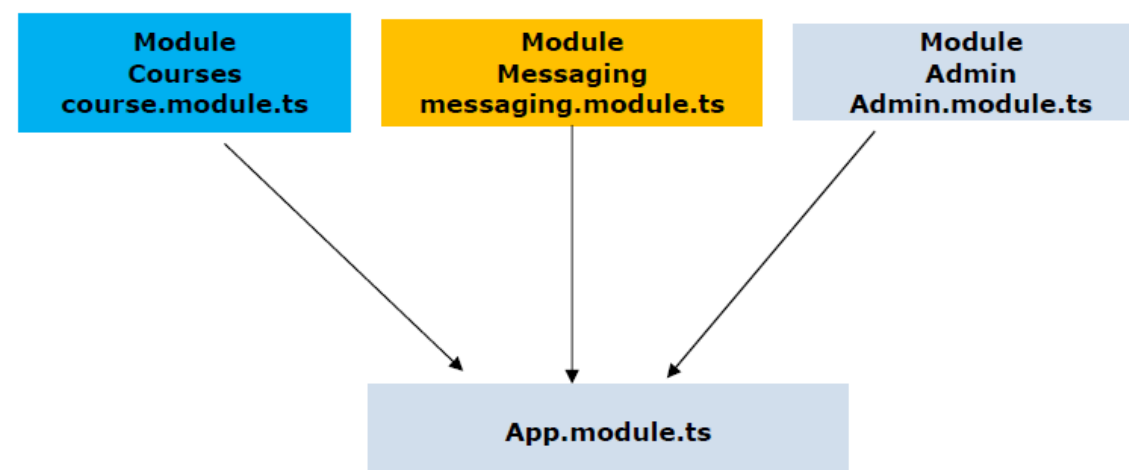 Module
Courses
course.module.ts
Module
Messaging
messaging.module.ts
Module
Admin
Admin.module.ts
App.module.ts